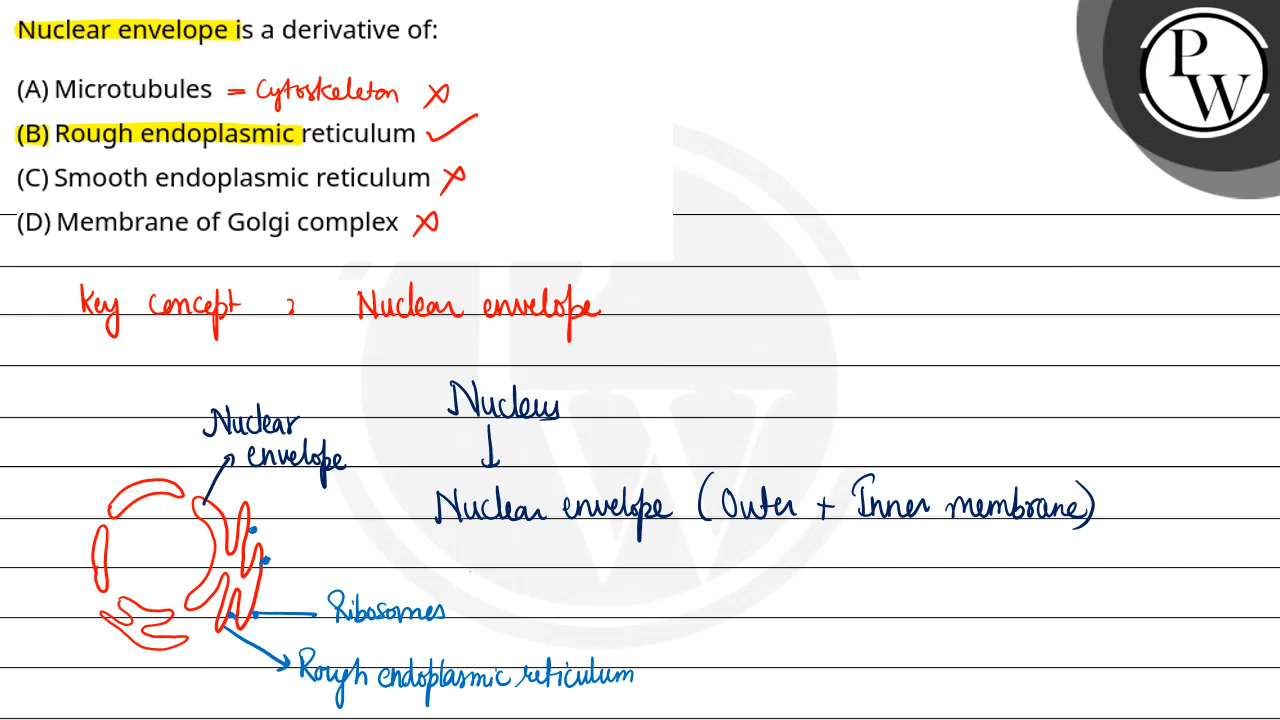 Nuclear envelope is a derivative of:
(A) Microtubules = Cytoskeleton ✗
(B) Rough endoplasmic reticulum ✓
(C) Smooth endoplasmic reticulum ✗
(D) Membrane of Golgi complex ✗
P
W
Key concept : Nuclear envelope
Nucleus
↓
Nuclear
envelope
Nuclear envelope (Outer + Inner membrane)
Ribosomes
Rough endoplasmic reticulum